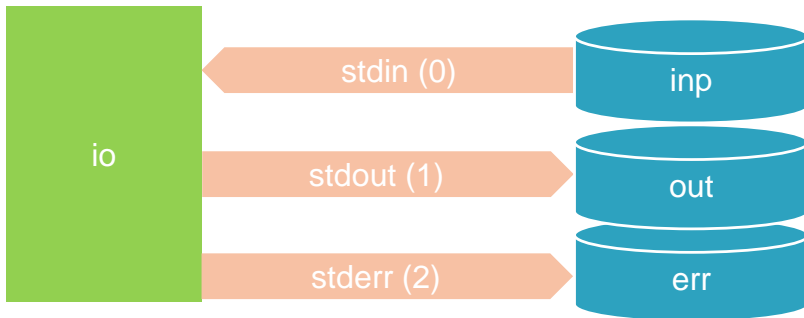 io
stdin (0)
inp
stdout (1)
out
stderr (2)
err